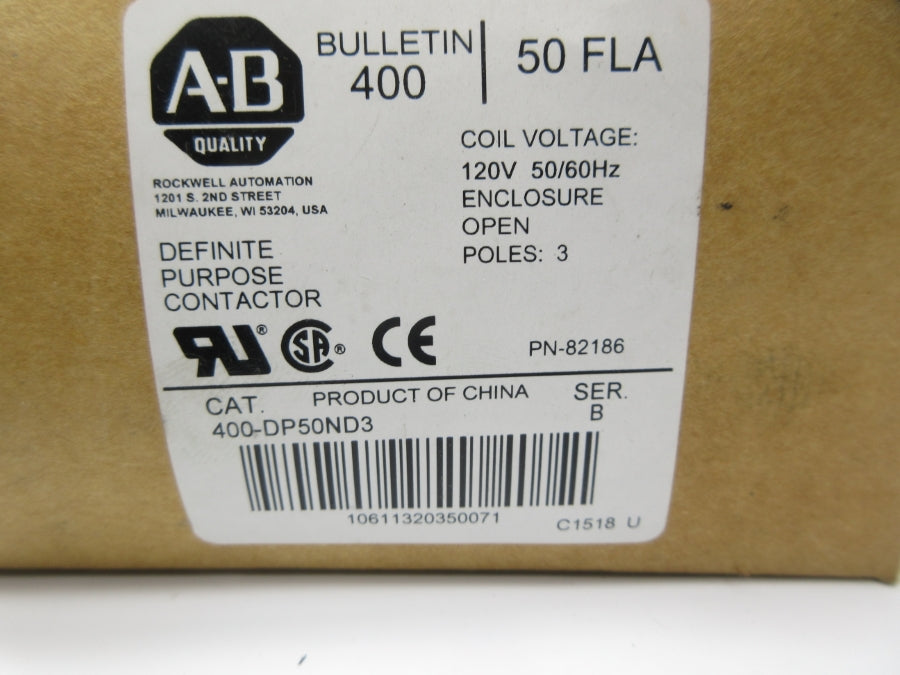 A-B
QUALITY
BULLETIN
400
50 FLA
ROCKWELL AUTOMATION
1201 S. 2ND STREET
MILWAUKEE, WI 53204, USA
COIL VOLTAGE:
120V 50/60Hz
ENCLOSURE
OPEN
POLES: 3
DEFINITE
PURPOSE
CONTACTOR
RU® SA® CE
PN-82186
CAT.
400-DP50ND3
PRODUCT OF CHINA
SER.
B
10611320350071
C1518 U